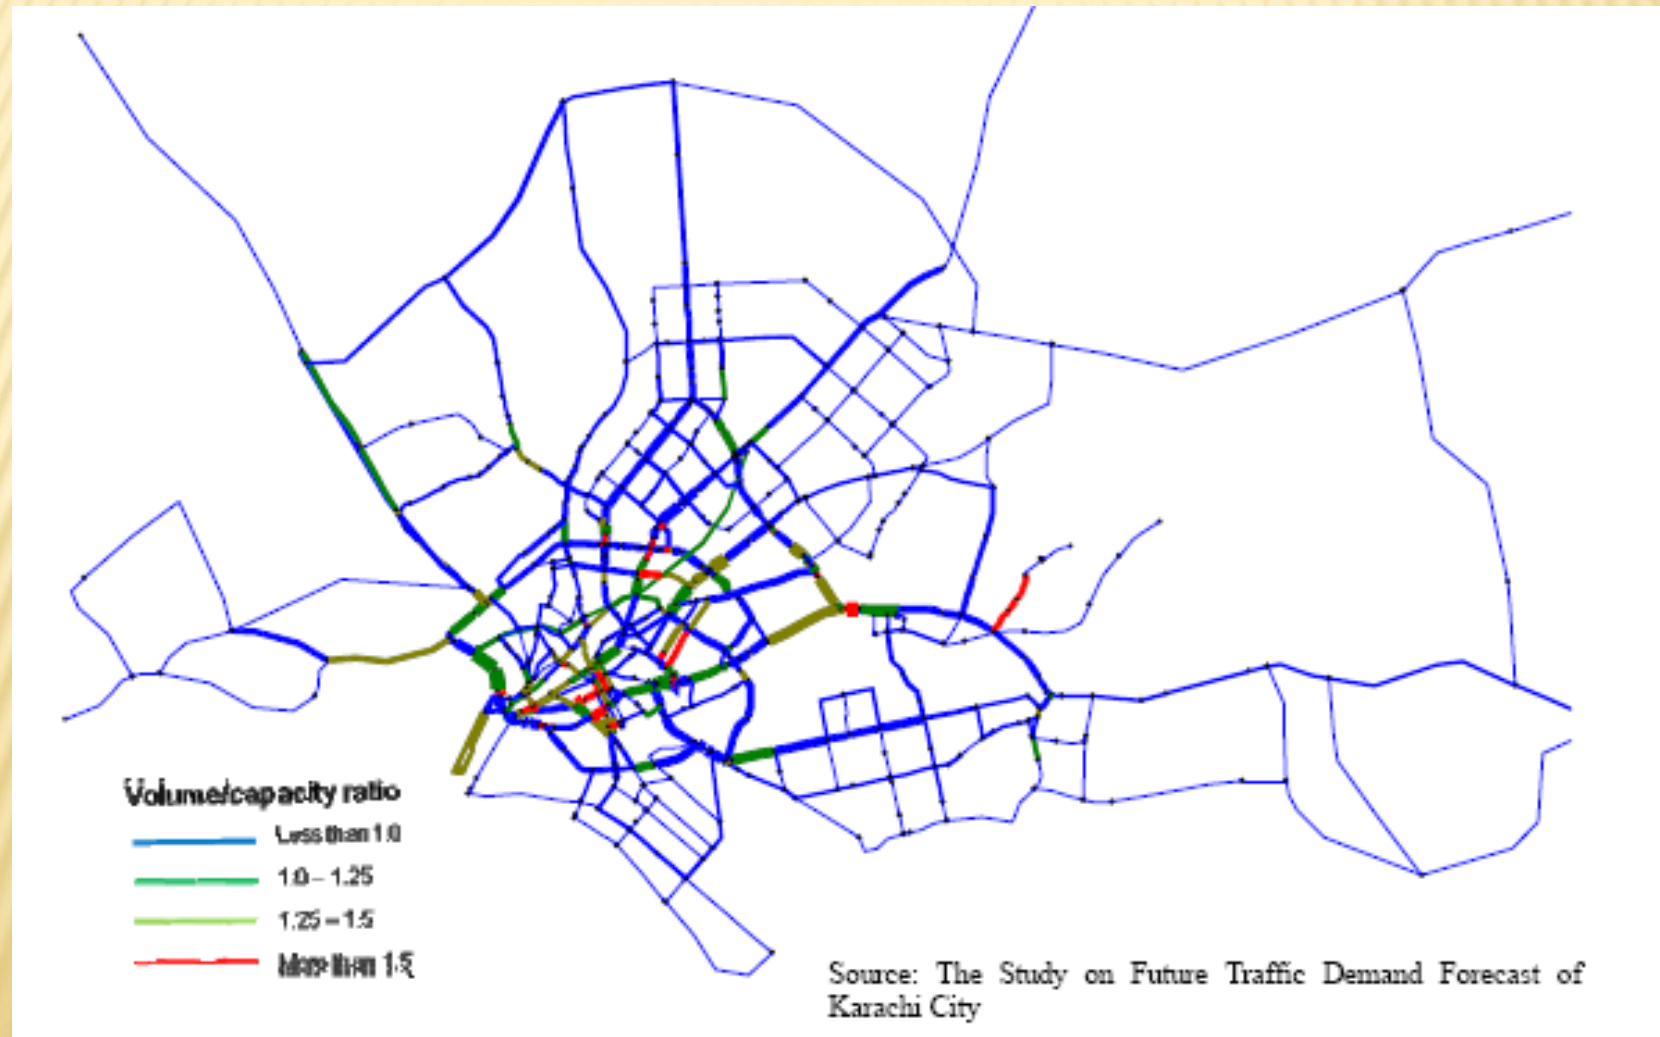 Volume/capacity ratio
Less than 1.0
1.0 – 1.25
1.25 – 1.5
More than 1.5
Source: The Study on Future Traffic Demand Forecast of
Karachi City